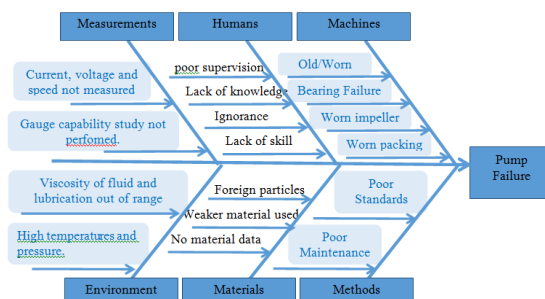 Measurements
Humans
Machines
Current, voltage and
speed not measured
Gauge capability study not
perfomed.
poor supervision
Lack of knowledge
Ignorance
Lack of skill
Old/Worn
Bearing Failure
Worn impeller
Worn packing
Pump
Failure
Viscosity of fluid and
lubrication out of range
High temperatures and
pressure.
Foreign particles
Weaker material used
No material data
Poor
Standards
Poor
Maintenance
Environment
Materials
Methods